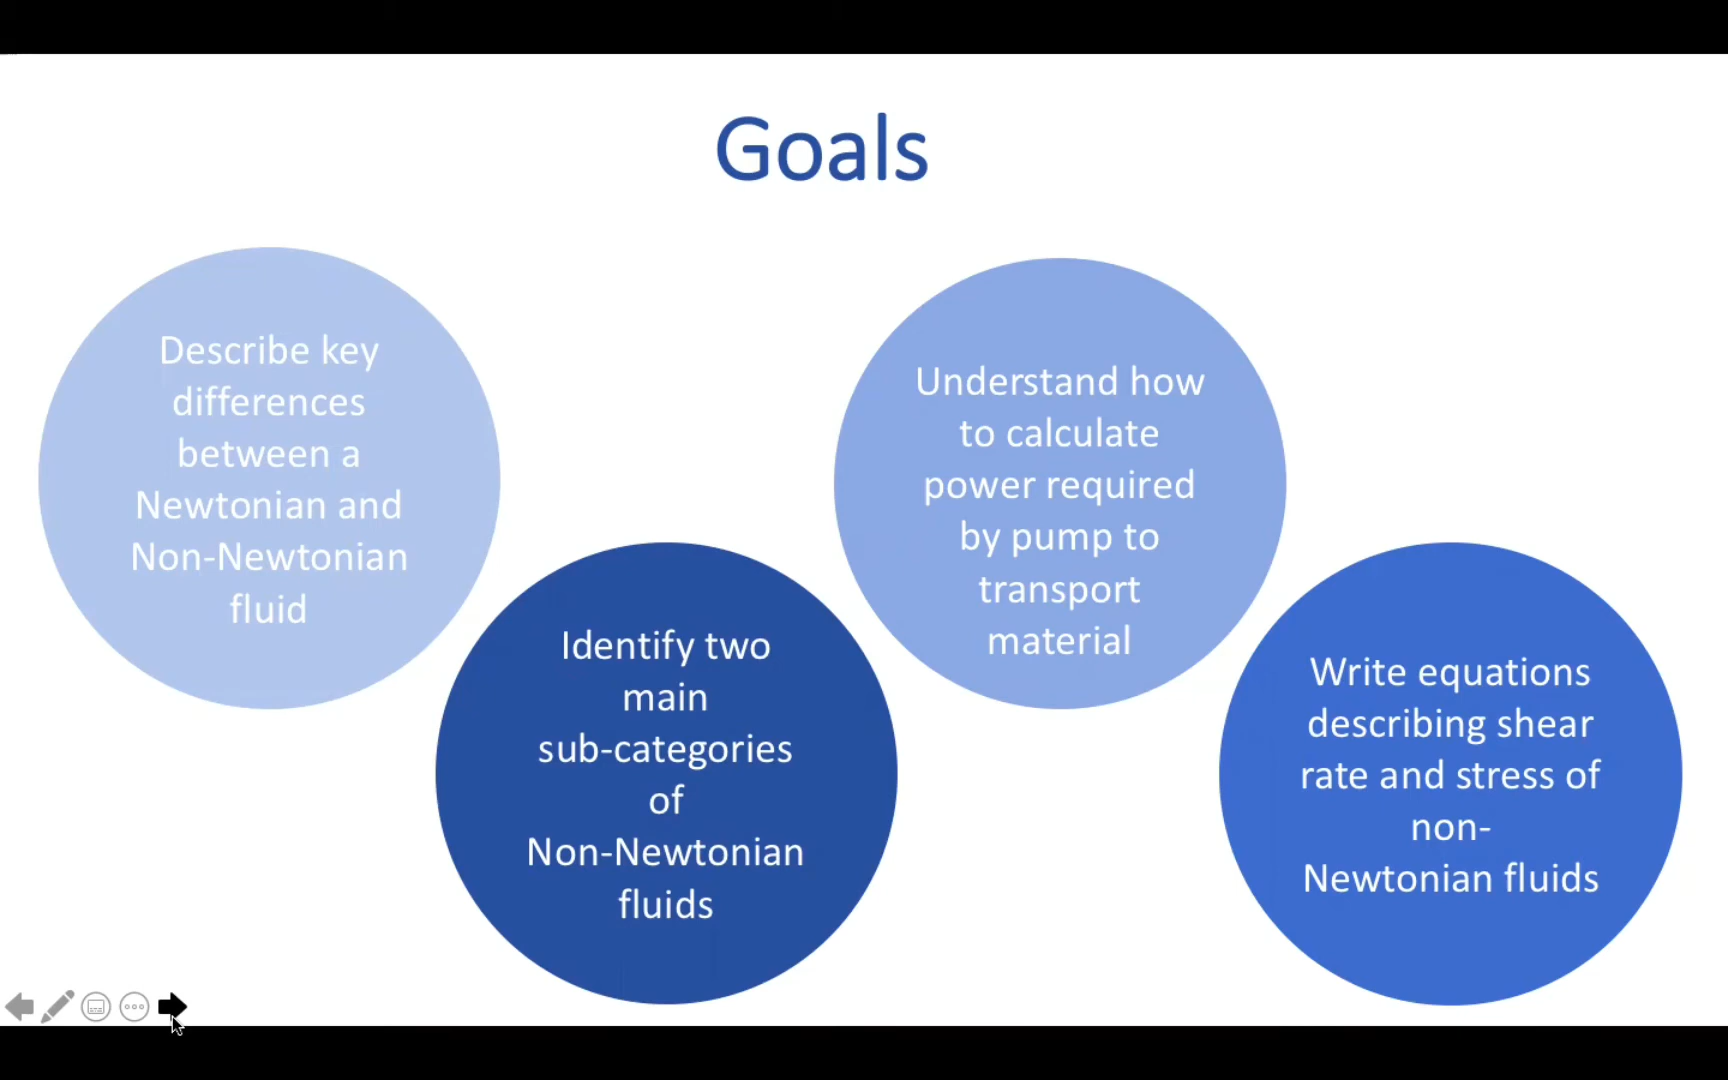 Goals
Describe key
differences
between a
Newtonian and
Non-Newtonian
fluid
Identify two
main
sub-categories
of
Non-Newtonian
fluids
Understand how
to calculate
power required
by pump to
transport
material
Write equations
describing shear
rate and stress of
non-
Newtonian fluids